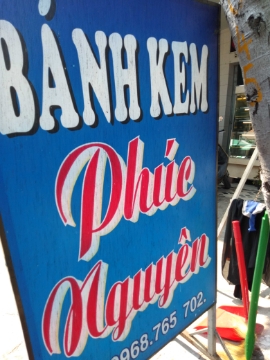 BÁNH KEM
Phúc
Nguyên
0968.765 702.